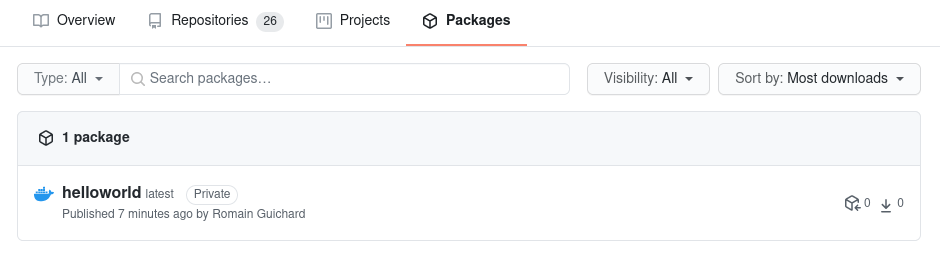 Overview Repositories 26 Projects Packages
Type: All Search packages… Visibility: All Sort by: Most downloads
1 package
helloworld latest Private
Published 7 minutes ago by Romain Guichard 0 0